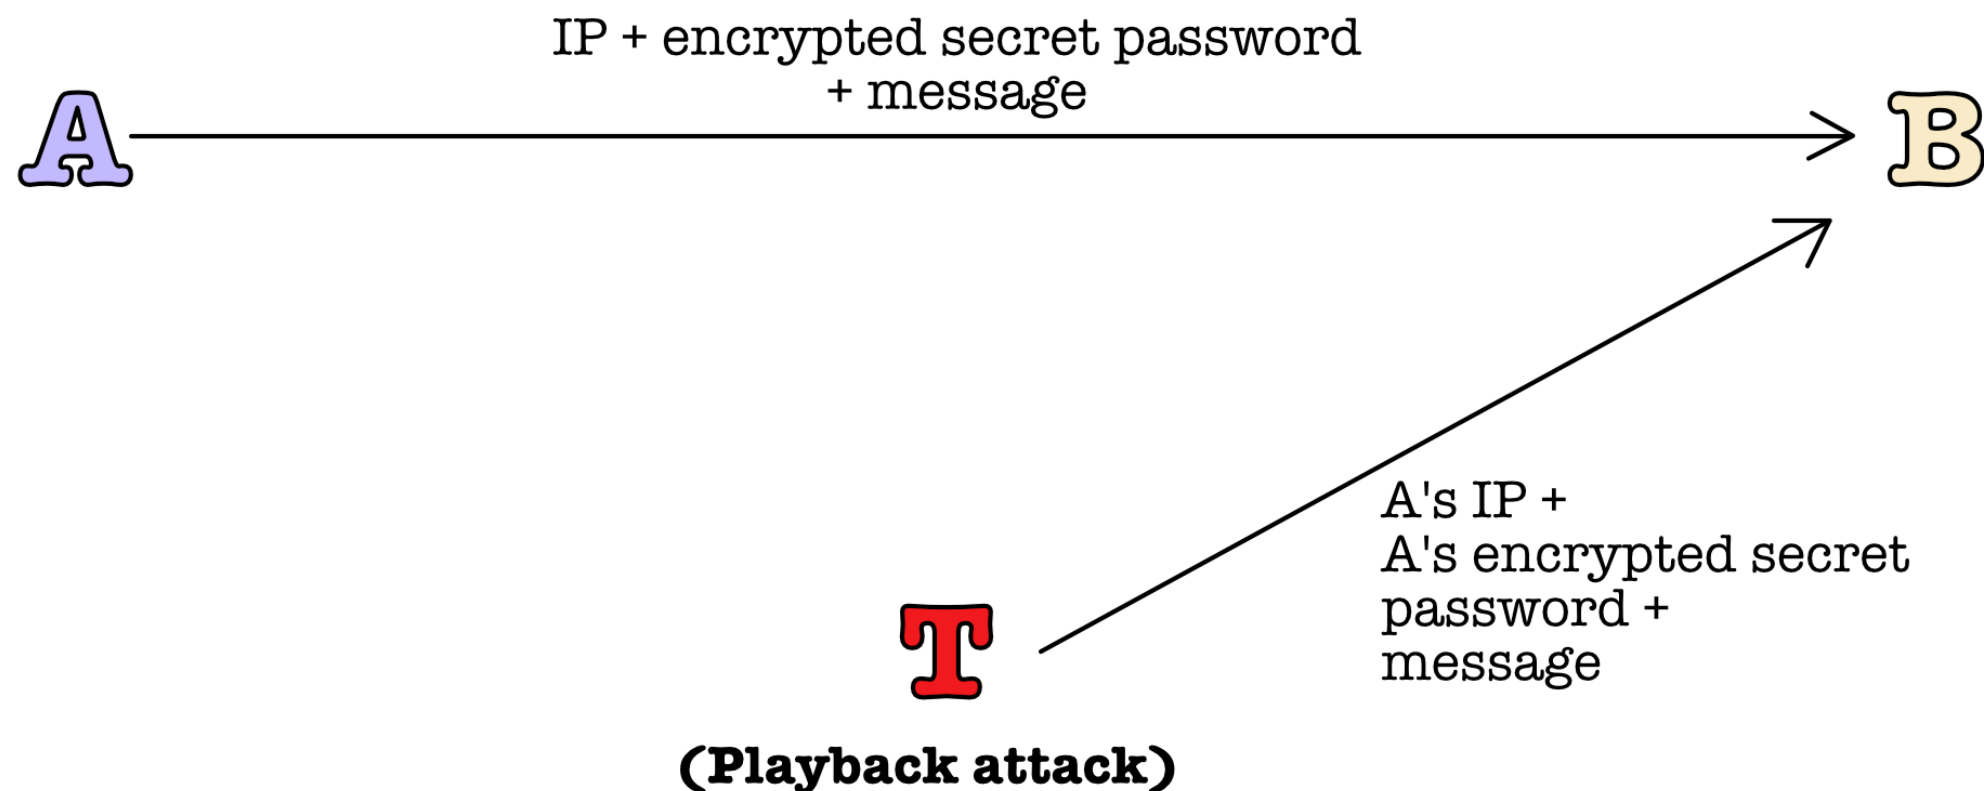 IP + encrypted secret password
+ message
A
B
A's IP +
A's encrypted secret
password +
message
T
(Playback attack)